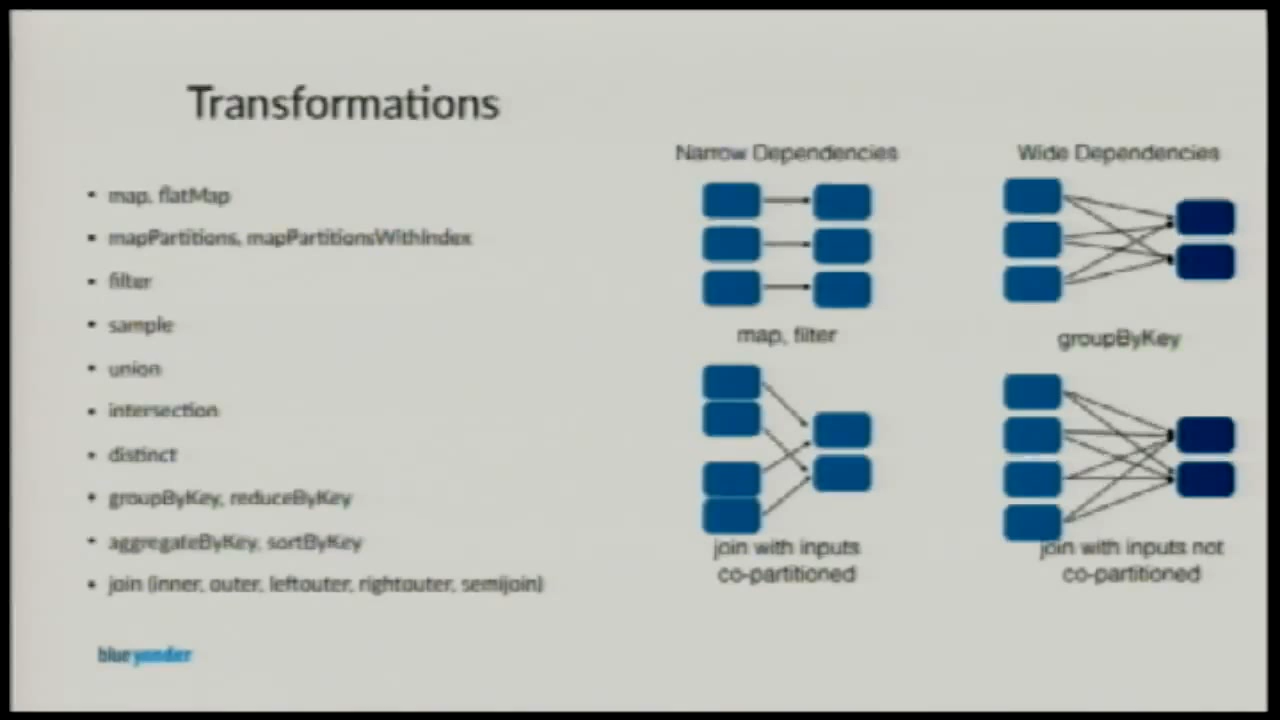 Transformations
• map, flatMap
• mapPartitions, mapPartitionsWithIndex
• filter
• sample
• union
• intersection
• distinct
• groupByKey, reduceByKey
• aggregateByKey, sortByKey
• join (inner, outer, leftouter, rightouter, semijoin)
blueyonder
Narrow Dependencies
map, filter
join with inputs
co-partitioned
Wide Dependencies
groupByKey
join with inputs not
co-partitioned